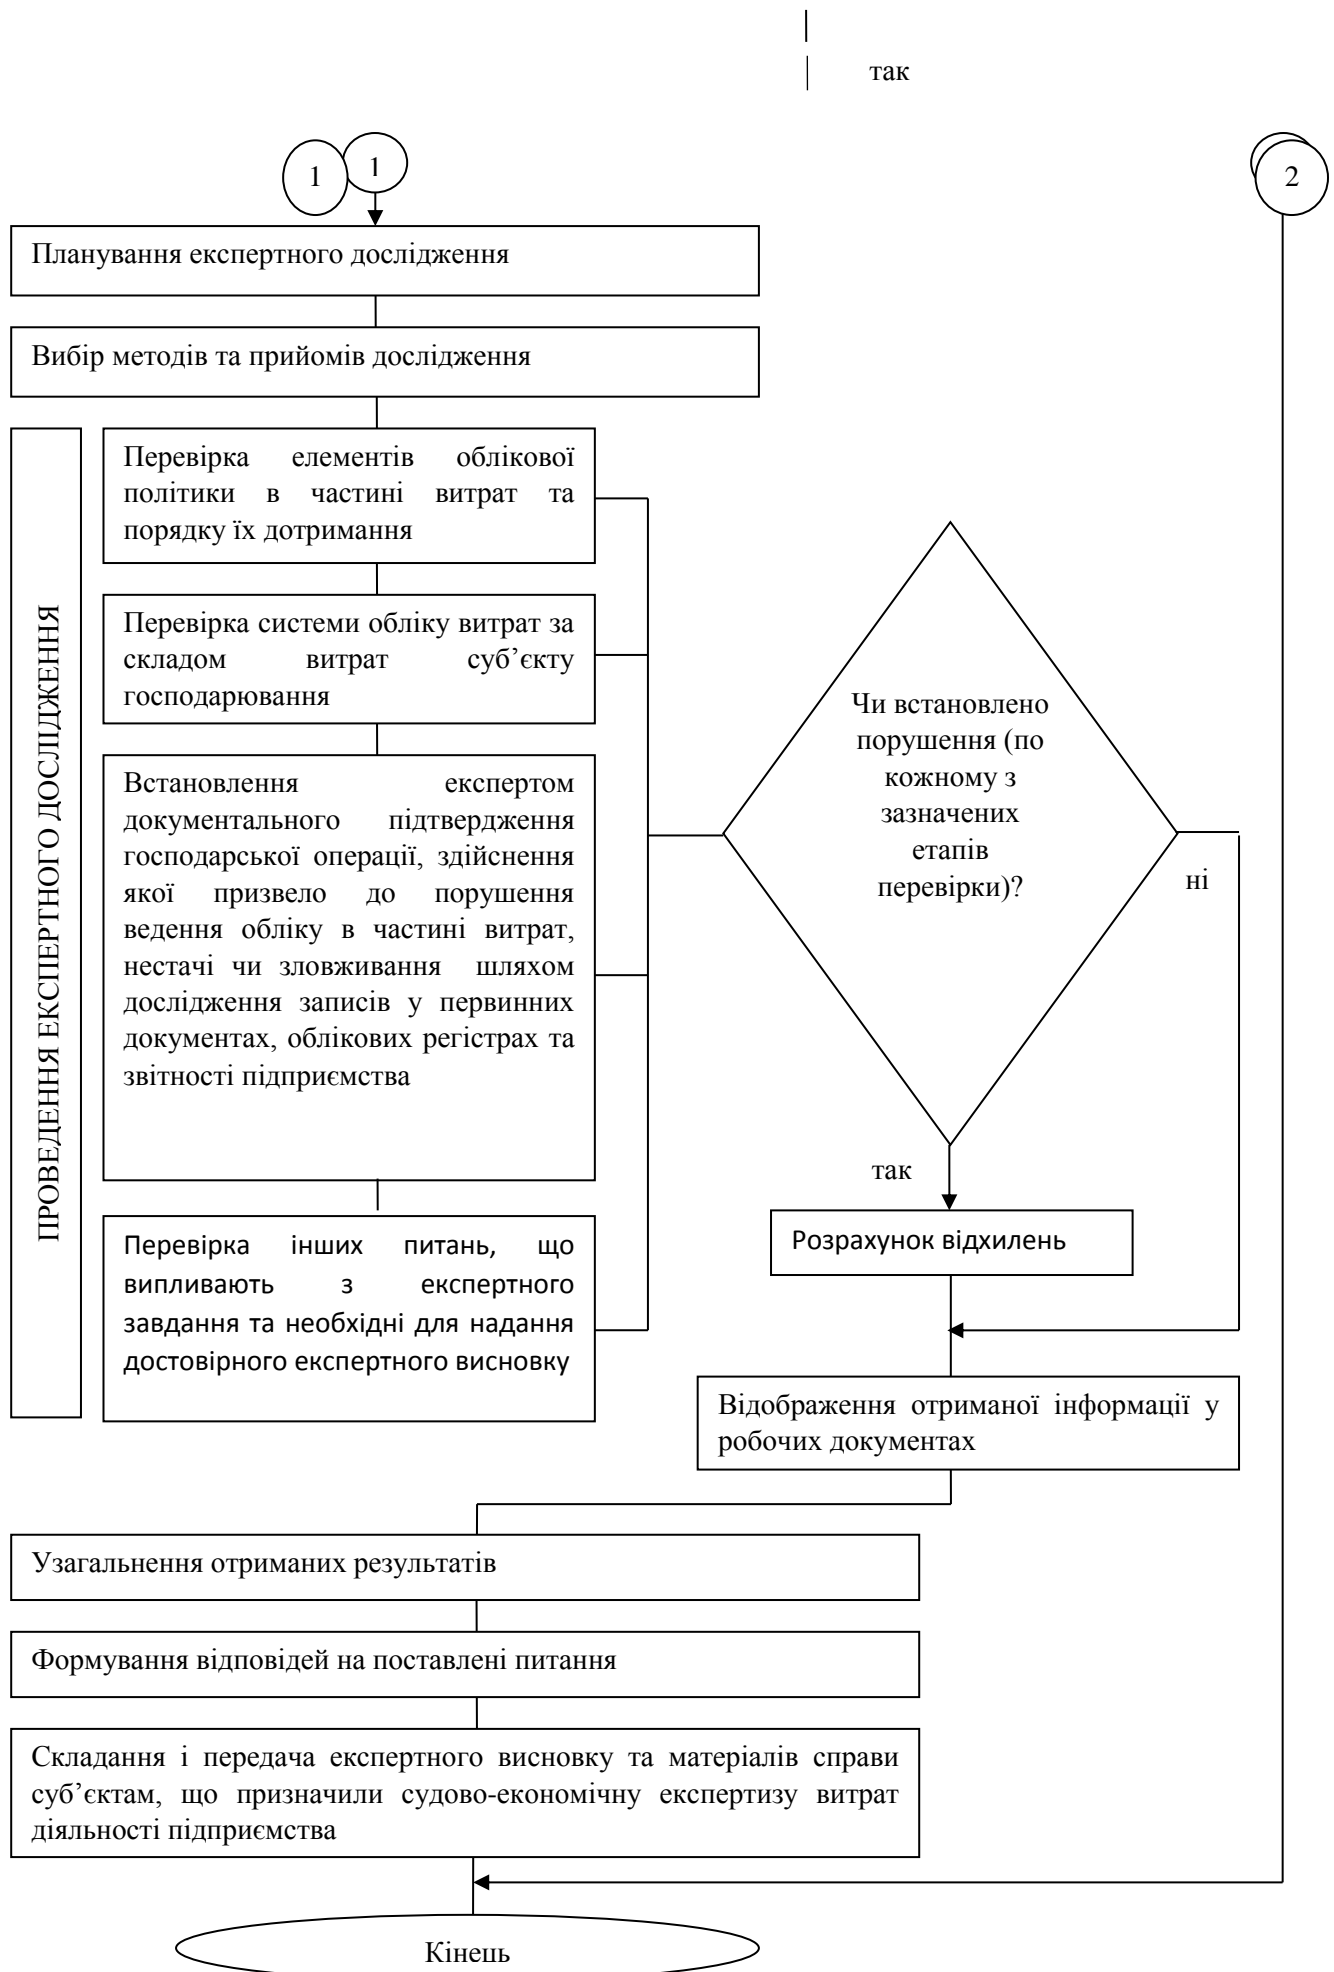 так
1
1
2
Планування експертного дослідження
Вибір методів та прийомів дослідження
ПРОВЕДЕННЯ ЕКСПЕРТНОГО ДОСЛІДЖЕННЯ
Перевірка елементів облікової
політики в частині витрат та
порядку їх дотримання
Перевірка системи обліку витрат за
складом витрат суб’єкту
господарювання
Встановлення експертом
документального підтвердження
господарської операції, здійснення
якої призвело до порушення
ведення обліку в частині витрат,
нестачі чи зловживання шляхом
дослідження записів у первинних
документах, облікових регістрах та
звітності підприємства
Перевірка інших питань, що
випливають з експертного
завдання та необхідні для надання
достовірного експертного висновку
Чи встановлено
порушення (по
кожному з
зазначених
етапів
перевірки)?
ні
так
Розрахунок відхилень
Відображення отриманої інформації у
робочих документах
Узагальнення отриманих результатів
Формування відповідей на поставлені питання
Складання і передача експертного висновку та матеріалів справи
суб’єктам, що призначили судово-економічну експертизу витрат
діяльності підприємства
Кінець